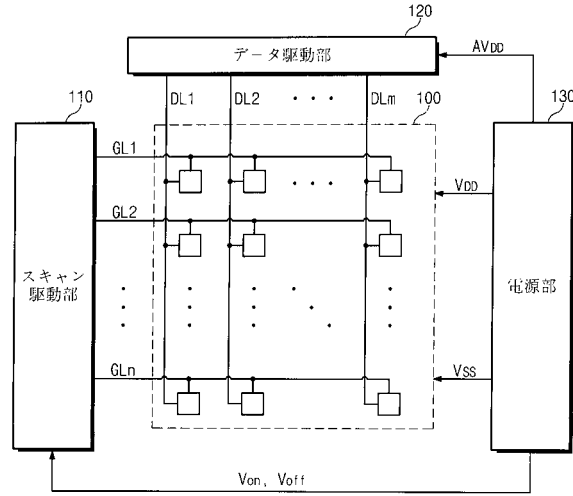 120
データ駆動部
AVDD
110
DL1 DL2 ・・・ DLm
100
130
GL1
・・・
VDD
GL2
スキャン
駆動部
電源部
VSS
GLn
Von, Voff